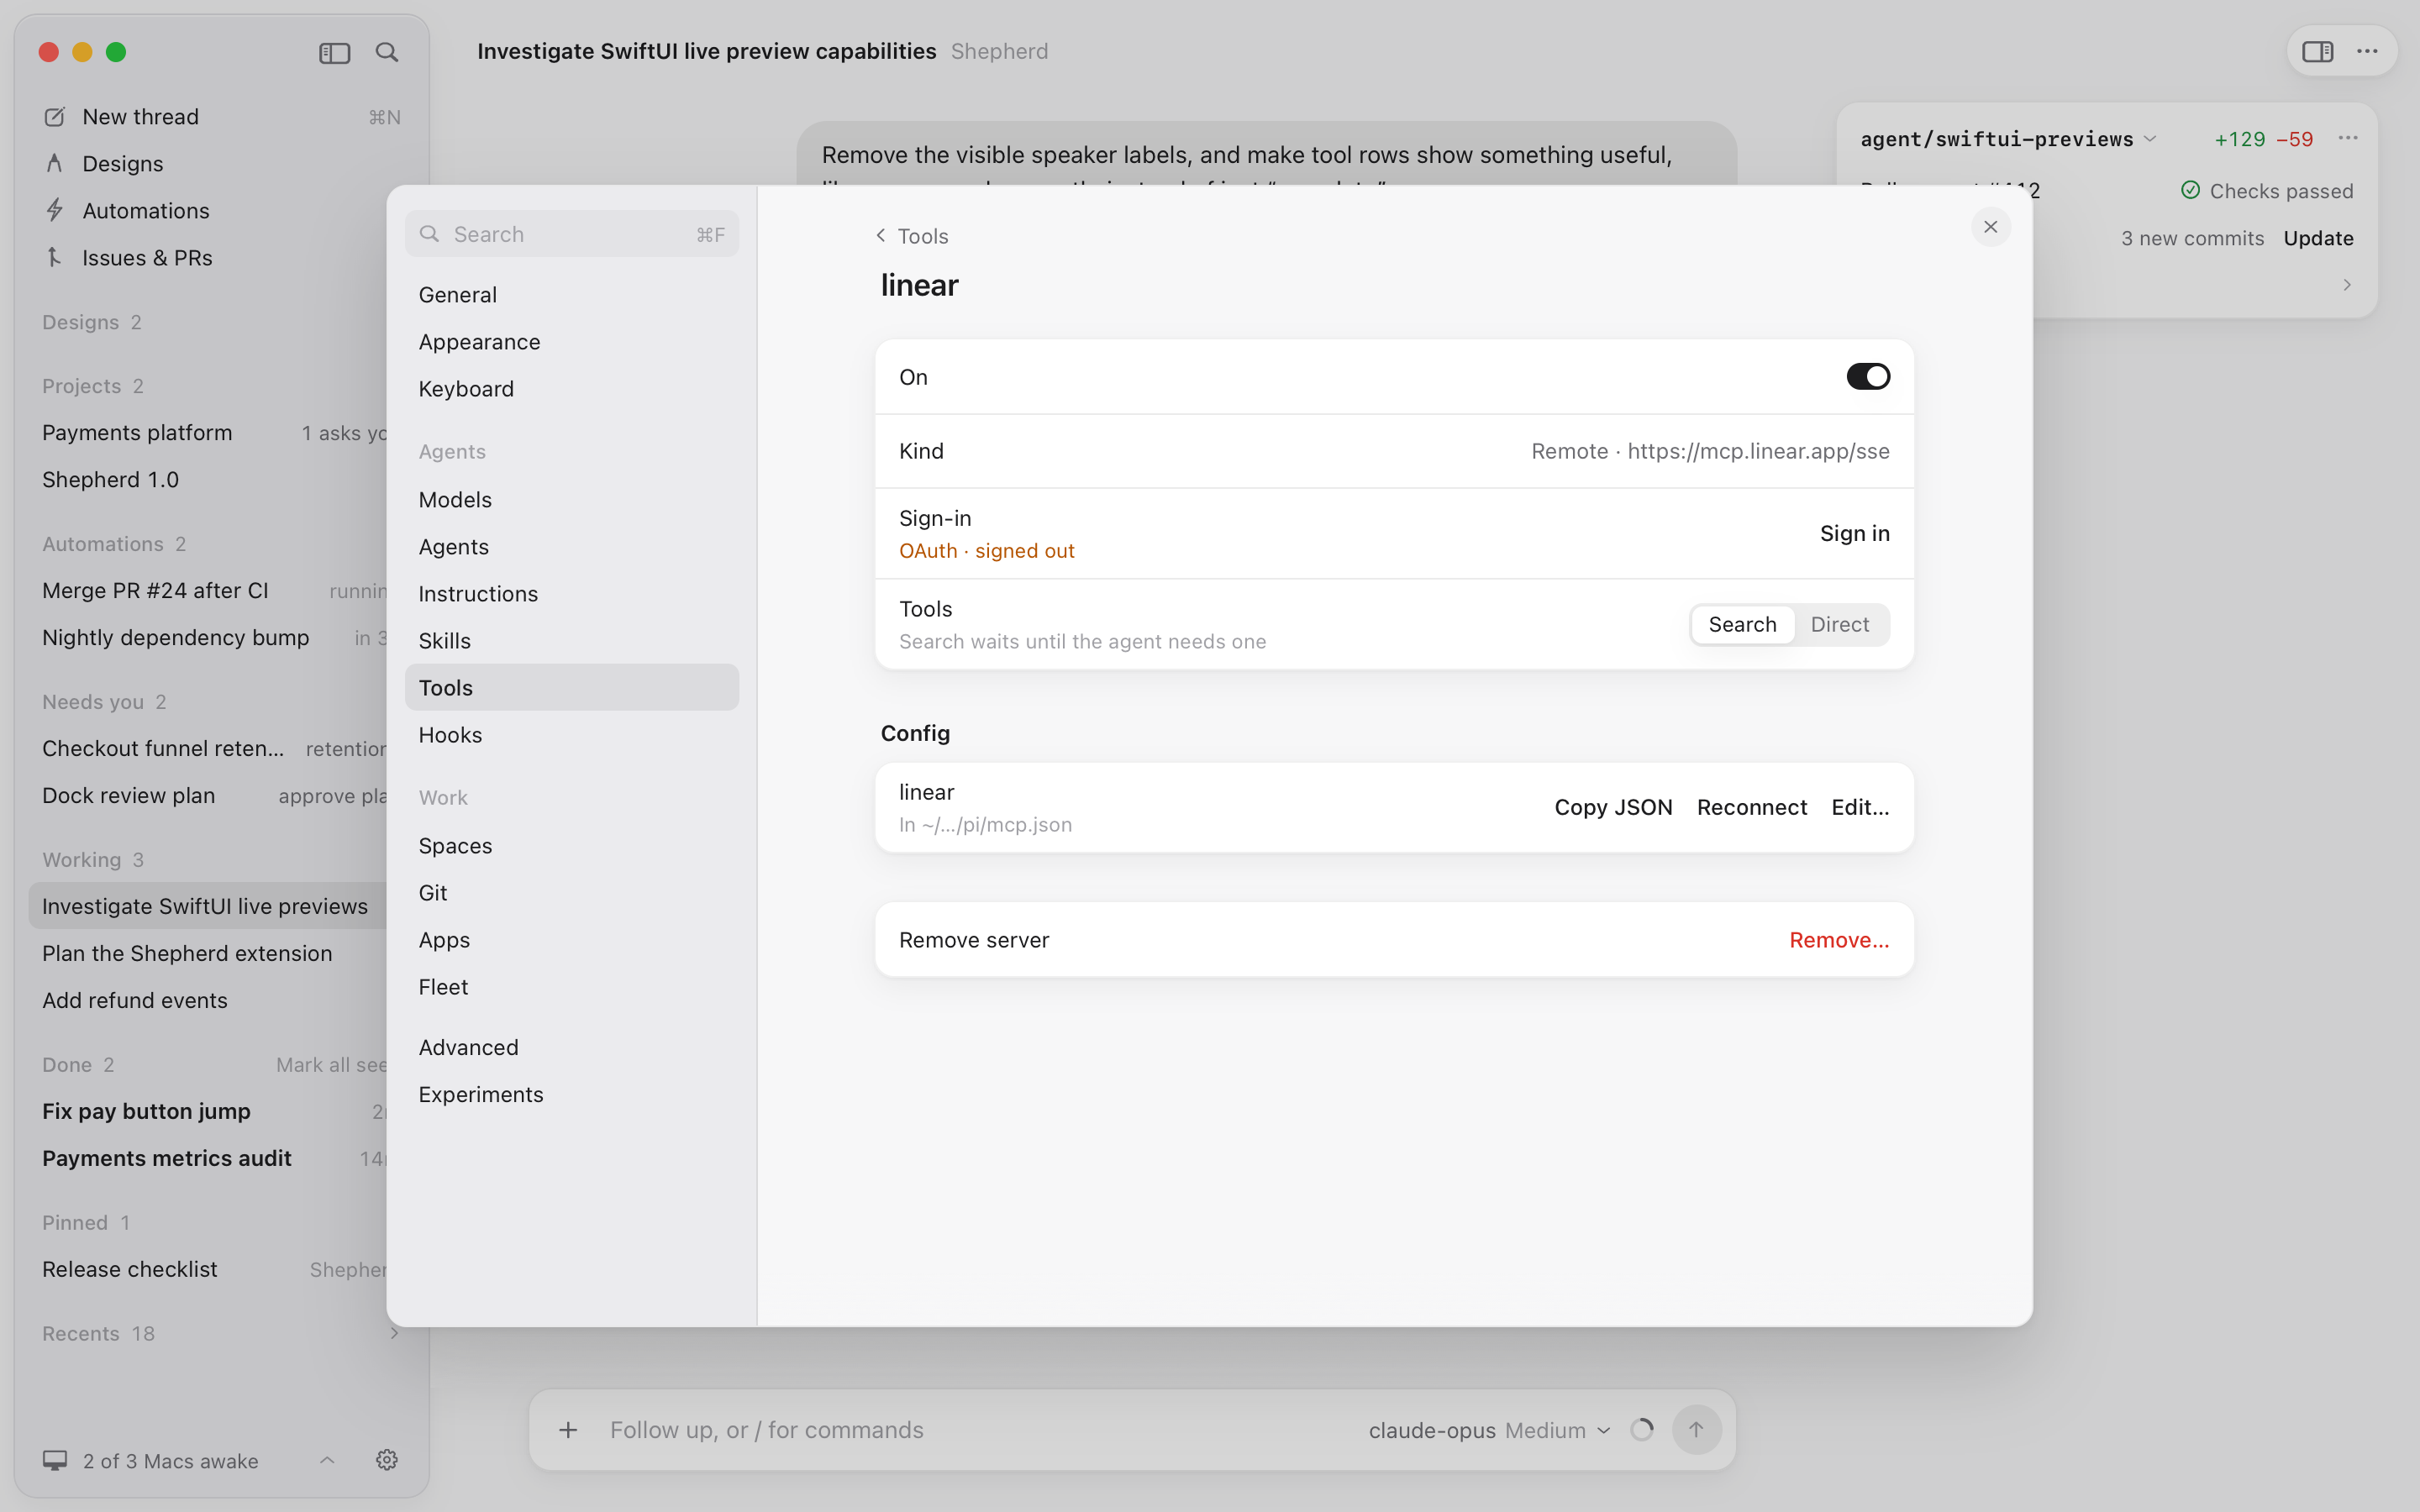 Investigate SwiftUI live preview capabilities Shepherd
New thread ⌘N
Designs
Automations
Issues & PRs
Designs 2
Projects 2
Payments platform 1 asks
Shepherd 1.0
Automations 2
Merge PR #24 after CI
Nightly dependency bump in 3
Needs you 2
Checkout funnel reten...
Dock review plan approve
Working 3
Investigate SwiftUI live previews
Plan the Shepherd extension
Add refund events
Done 2 Mark all
Fix pay button jump
Payments metrics audit
Pinned 1
Release checklist
Recents 18
2 of 3 Macs awake
Remove the visible speaker labels, and make tool rows show something useful,
agent/swiftui-previews +129 −59
Checks passed
3 new commits Update
Search ⌘F
General
Appearance
Keyboard
Agents
Models
Agents
Instructions
Skills
Tools
Hooks
Work
Spaces
Git
Apps
Fleet
Advanced
Experiments
Tools
linear
On
Kind Remote · https://mcp.linear.app/sse
Sign-in
OAuth · signed out
Sign in
Tools
Search waits until the agent needs one
Search Direct
Config
linear
In ~/.../pi/mcp.json
Copy JSON Reconnect Edit...
Remove server Remove...
Follow up, or / for commands claude-opus Medium